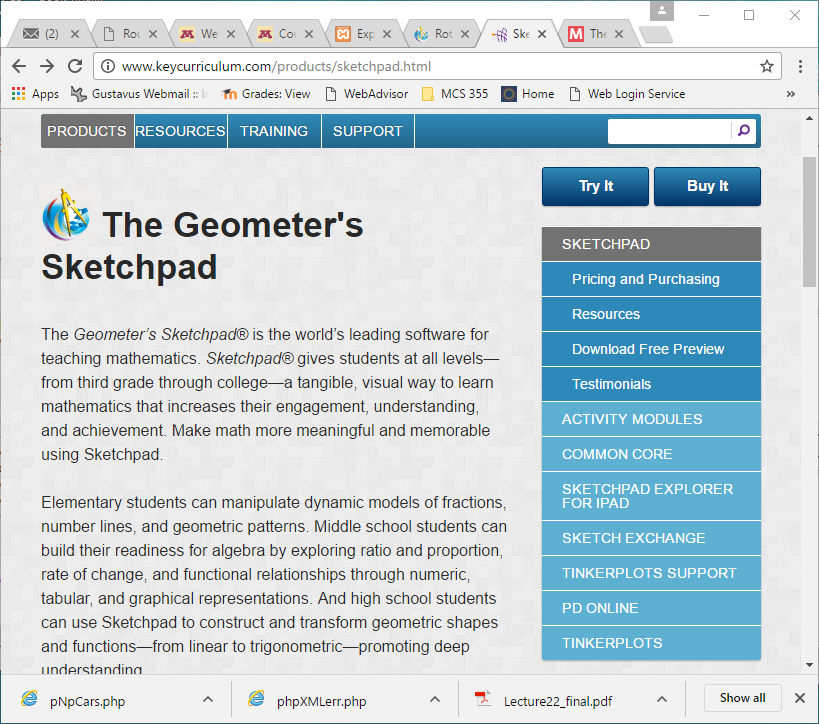 (2)
Rou
We
Cou
Exp
Rot
Ske
The
www.keycurriculum.com/products/sketchpad.html
Apps
Gustavus Webmail ::
Grades: View
WebAdvisor
MCS 355
Home
Web Login Service
»
PRODUCTS
RESOURCES
TRAINING
SUPPORT
Try It
Buy It
The Geometer's
Sketchpad
The Geometer’s Sketchpad® is the world’s leading software for
teaching mathematics. Sketchpad® gives students at all levels—
from third grade through college—a tangible, visual way to learn
mathematics that increases their engagement, understanding,
and achievement. Make math more meaningful and memorable
using Sketchpad.
Elementary students can manipulate dynamic models of fractions,
number lines, and geometric patterns. Middle school students can
build their readiness for algebra by exploring ratio and proportion,
rate of change, and functional relationships through numeric,
tabular, and graphical representations. And high school students
can use Sketchpad to construct and transform geometric shapes
and functions—from linear to trigonometric—promoting deep
understanding
SKETCHPAD
Pricing and Purchasing
Resources
Download Free Preview
Testimonials
ACTIVITY MODULES
COMMON CORE
SKETCHPAD EXPLORER
FOR IPAD
SKETCH EXCHANGE
TINKERPLOTS SUPPORT
PD ONLINE
TINKERPLOTS
pNpCars.php
phpXMLerr.php
Lecture22_final.pdf
Show all